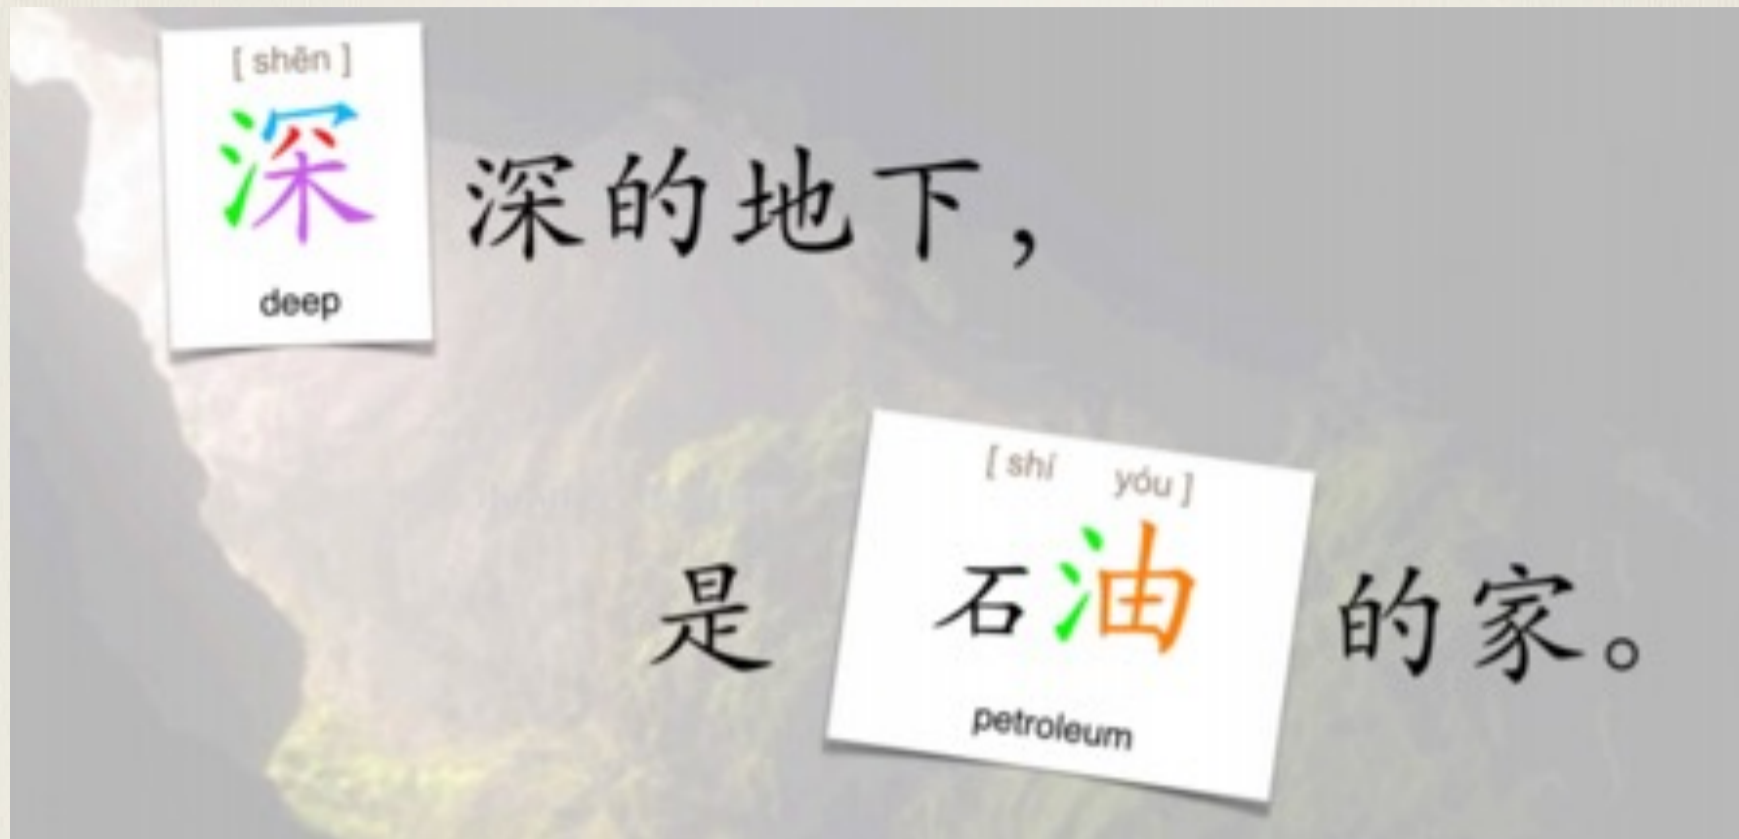 [ shēn ]
深深的地下，
deep
[ shí yóu ]
是石油的家。
petroleum